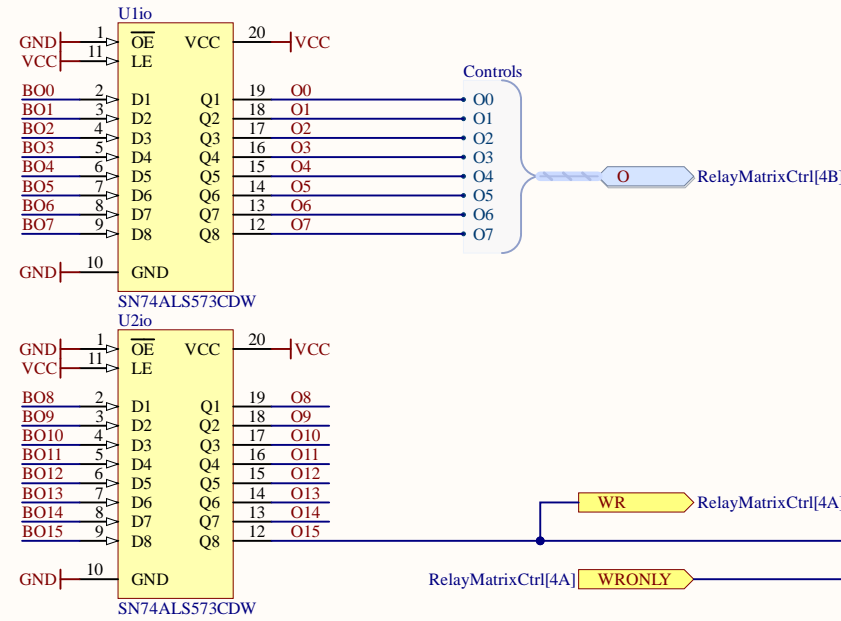 U1io
GND 1 OE VCC 20 VCC
VCC 11 LE
Controls
BO0 2 D1 Q1 19 O0 O0
BO1 3 D2 Q2 18 O1 O1
BO2 4 D3 Q3 17 O2 O2
BO3 5 D4 Q4 16 O3 O3
BO4 6 D5 Q5 15 O4 O4 O RelayMatrixCtrl[4B]
BO5 7 D6 Q6 14 O5 O5
BO6 8 D7 Q7 13 O6 O6
BO7 9 D8 Q8 12 O7 O7
GND 10 GND
SN74ALS573CDW
U2io
GND 1 OE VCC 20 VCC
VCC 11 LE
BO8 2 D1 Q1 19 O8
BO9 3 D2 Q2 18 O9
BO10 4 D3 Q3 17 O10
BO11 5 D4 Q4 16 O11
BO12 6 D5 Q5 15 O12
BO13 7 D6 Q6 14 O13
BO14 8 D7 Q7 13 O14
WR RelayMatrixCtrl[4A]
BO15 9 D8 Q8 12 O15
GND 10 GND
RelayMatrixCtrl[4A] WRONLY
SN74ALS573CDW